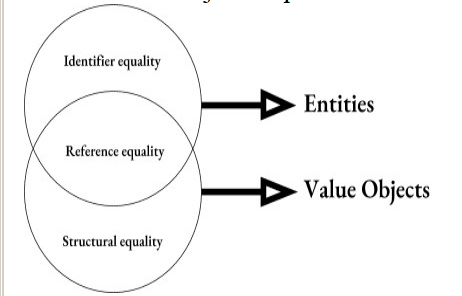 Identifier equality
Entities
Reference equality
Value Objects
Structural equality